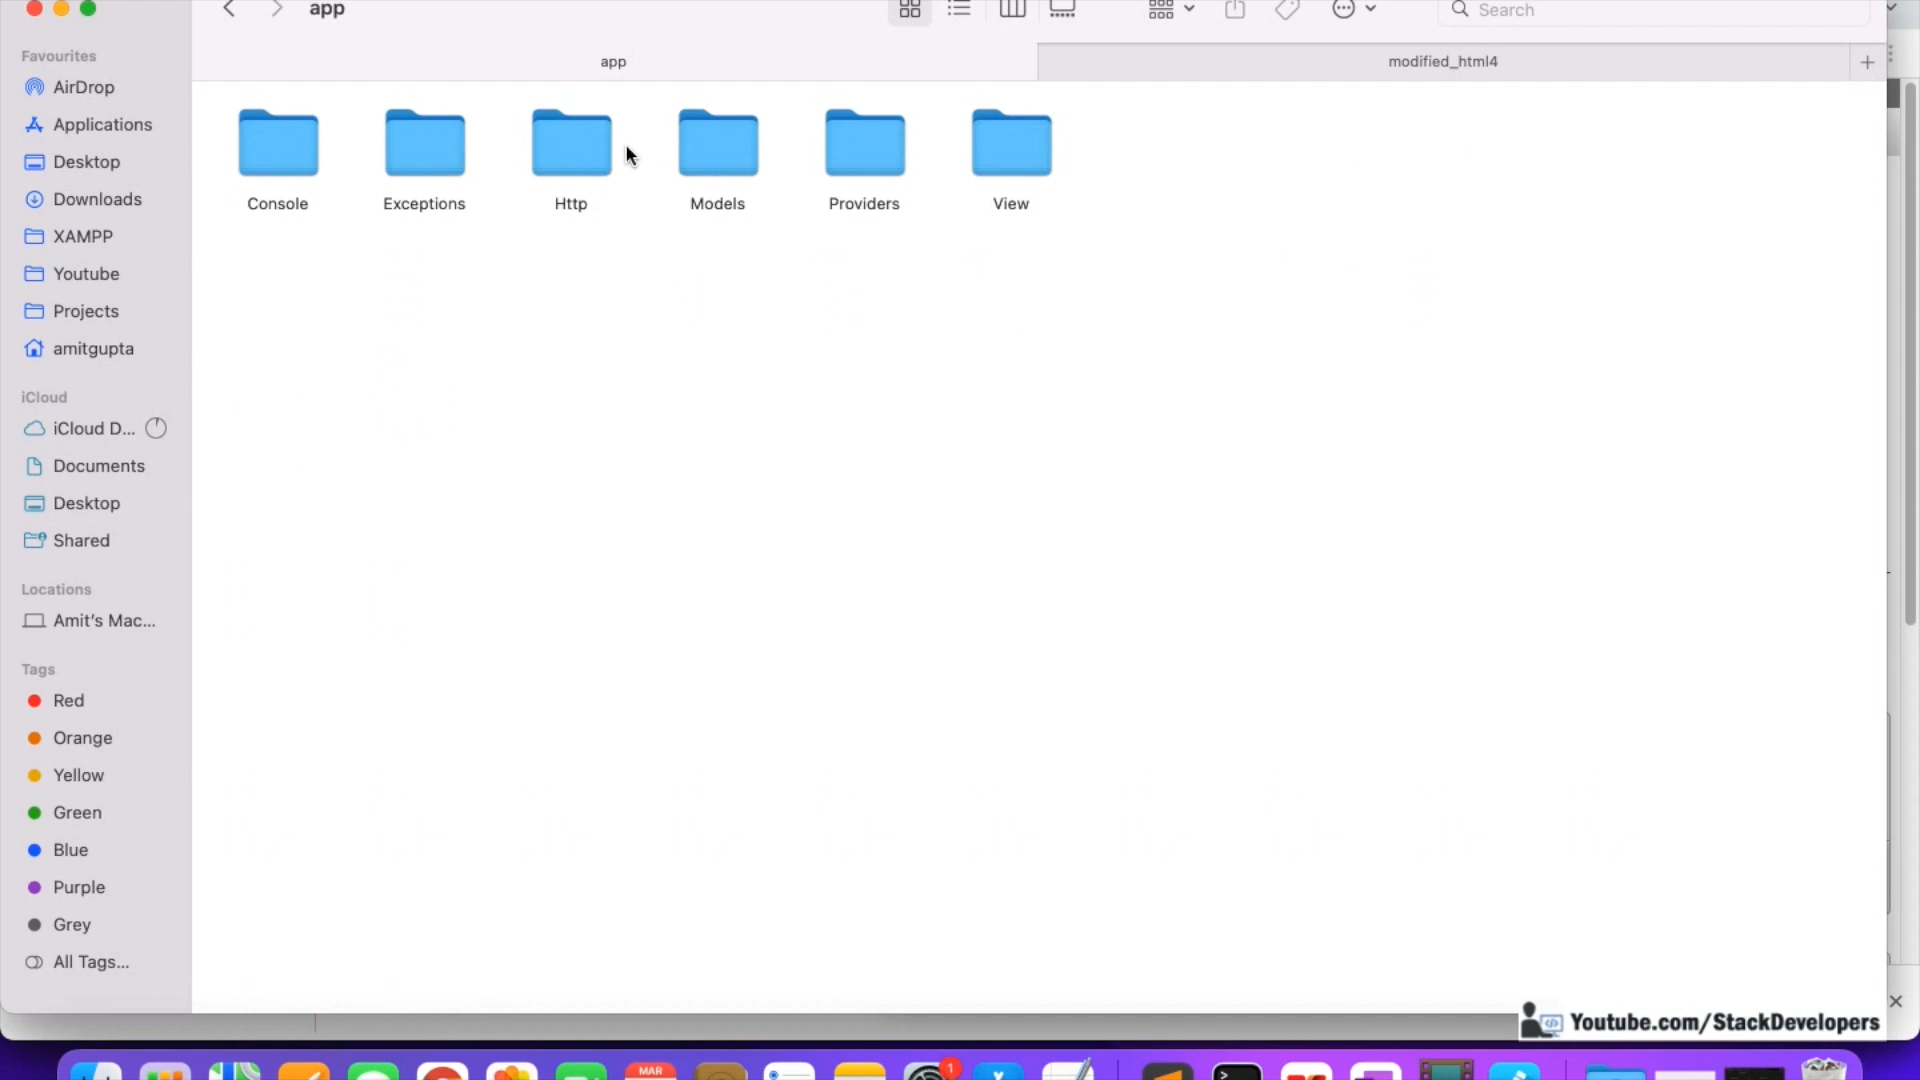 app
Search
app
modified_html4
Favourites
AirDrop
Applications
Desktop
Downloads
XAMPP
Youtube
Projects
amitgupta
iCloud
iCloud D...
Documents
Desktop
Shared
Locations
Amit's Mac...
Tags
Red
Orange
Yellow
Green
Blue
Purple
Grey
All Tags...
Console
Exceptions
Http
Models
Providers
View
Youtube.com/StackDevelopers
1
MAR